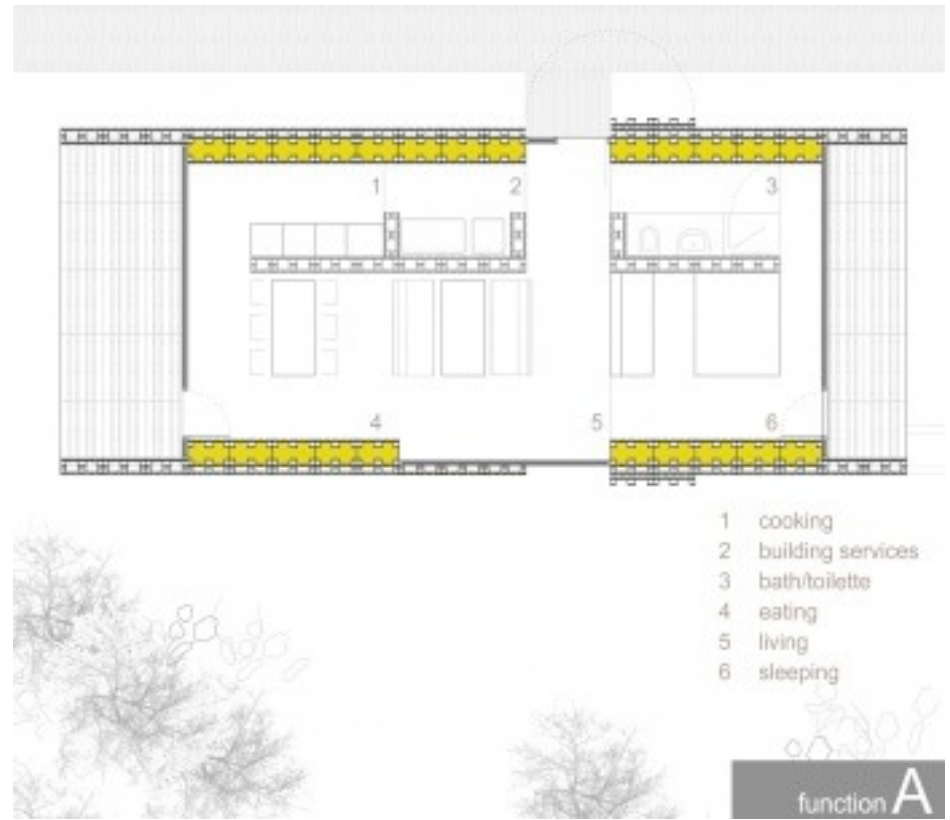 1 2 3
4 5 6
1 cooking
2 building services
3 bath/toilette
4 eating
5 living
6 sleeping
function A